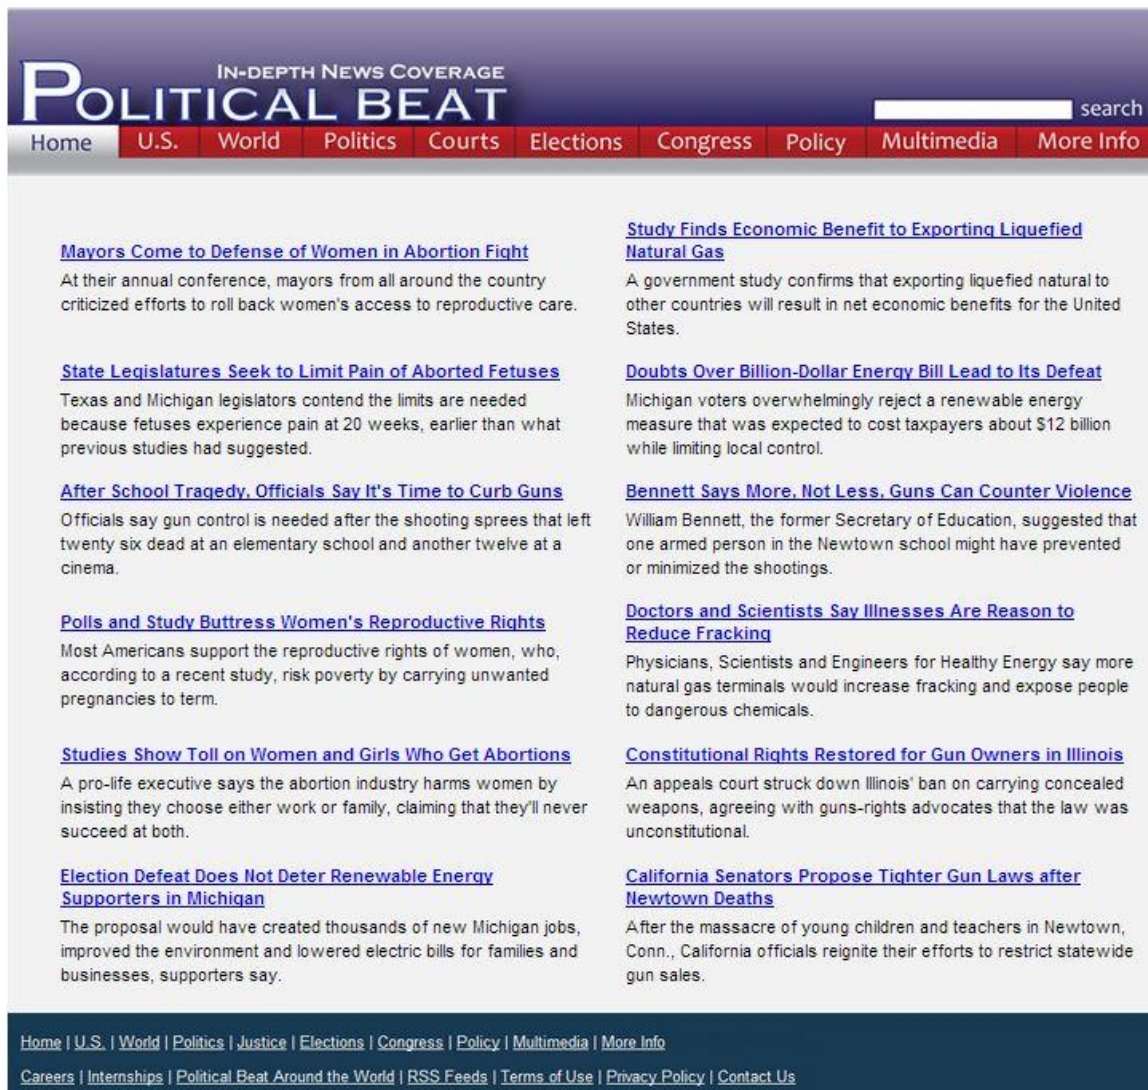 IN-DEPTH NEWS COVERAGE
POLITICAL BEAT
search
Home U.S. World Politics Courts Elections Congress Policy Multimedia More Info
Mayors Come to Defense of Women in Abortion Fight
At their annual conference, mayors from all around the country
criticized efforts to roll back women's access to reproductive care.
Study Finds Economic Benefit to Exporting Liquefied
Natural Gas
A government study confirms that exporting liquefied natural to
other countries will result in net economic benefits for the United
States.
State Legislatures Seek to Limit Pain of Aborted Fetuses
Texas and Michigan legislators contend the limits are needed
because fetuses experience pain at 20 weeks, earlier than what
previous studies had suggested.
Doubts Over Billion-Dollar Energy Bill Lead to Its Defeat
Michigan voters overwhelmingly reject a renewable energy
measure that was expected to cost taxpayers about $12 billion
while limiting local control.
After School Tragedy, Officials Say It's Time to Curb Guns
Officials say gun control is needed after the shooting sprees that left
twenty six dead at an elementary school and another twelve at a
cinema.
Bennett Says More, Not Less, Guns Can Counter Violence
William Bennett, the former Secretary of Education, suggested that
one armed person in the Newtown school might have prevented
or minimized the shootings.
Polls and Study Buttress Women's Reproductive Rights
Most Americans support the reproductive rights of women, who,
according to a recent study, risk poverty by carrying unwanted
pregnancies to term.
Doctors and Scientists Say Illnesses Are Reason to
Reduce Fracking
Physicians, Scientists and Engineers for Healthy Energy say more
natural gas terminals would increase fracking and expose people
to dangerous chemicals.
Studies Show Toll on Women and Girls Who Get Abortions
A pro-life executive says the abortion industry harms women by
insisting they choose either work or family, claiming that they'll never
succeed at both.
Constitutional Rights Restored for Gun Owners in Illinois
An appeals court struck down Illinois' ban on carrying concealed
weapons, agreeing with guns-rights advocates that the law was
unconstitutional.
Election Defeat Does Not Deter Renewable Energy
Supporters in Michigan
The proposal would have created thousands of new Michigan jobs,
improved the environment and lowered electric bills for families and
businesses, supporters say.
California Senators Propose Tighter Gun Laws after
Newtown Deaths
After the massacre of young children and teachers in Newtown,
Conn., California officials reignite their efforts to restrict statewide
gun sales.
Home | U.S. | World | Politics | Justice | Elections | Congress | Policy | Multimedia | More Info
Careers | Internships | Political Beat Around the World | RSS Feeds | Terms of Use | Privacy Policy | Contact Us